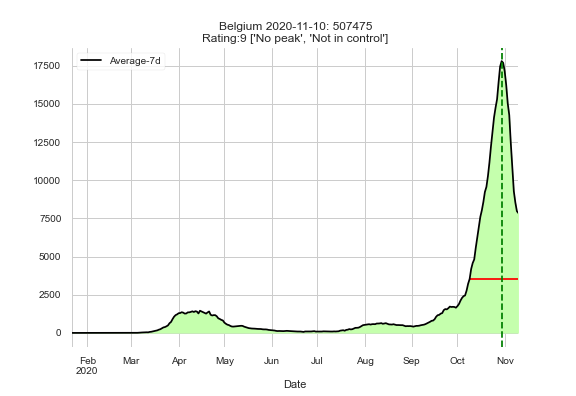 Belgium 2020-11-10: 507475
Rating:9 ['No peak', 'Not in control']
Average-7d
17500
15000
12500
10000
7500
5000
2500
0
Feb Mar Apr May Jun Jul Aug Sep Oct Nov
2020
Date